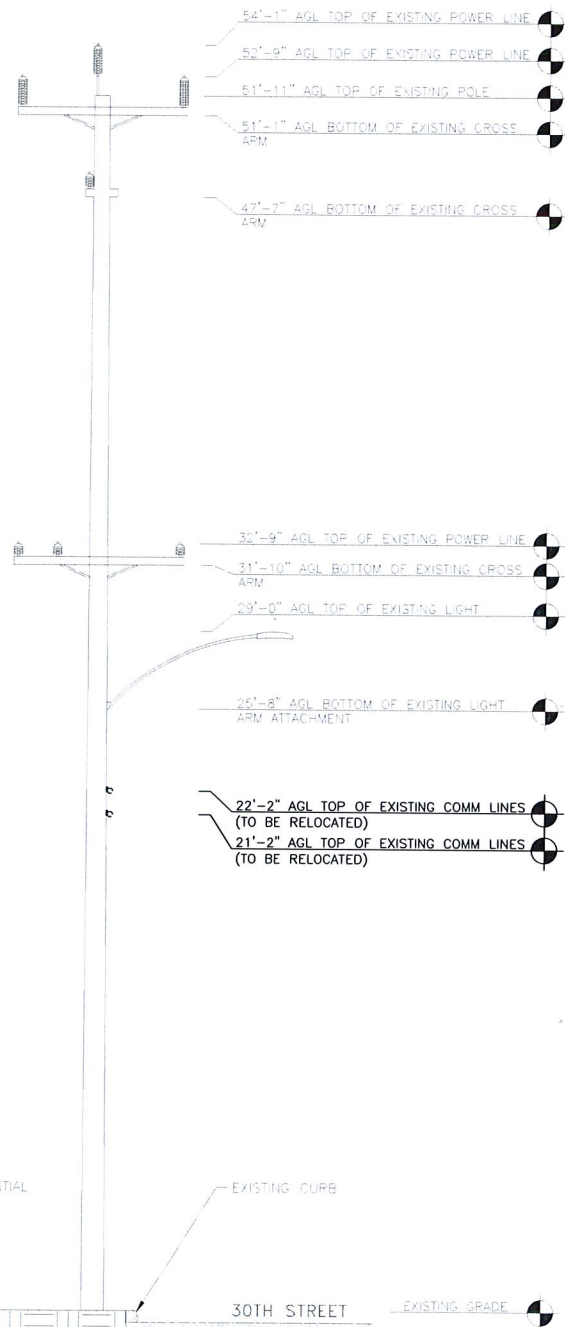 54'-1" AGL TOP OF EXISTING POWER LINE
52'-9" AGL TOP OF EXISTING POWER LINE
51'-11" AGL TOP OF EXISTING POLE
51'-1" AGL BOTTOM OF EXISTING CROSS
ARM
47'-7" AGL BOTTOM OF EXISTING CROSS
ARM
32'-9" AGL TOP OF EXISTING POWER LINE
31'-10" AGL BOTTOM OF EXISTING CROSS
ARM
29'-0" AGL TOP OF EXISTING LIGHT
25'-8" AGL BOTTOM OF EXISTING LIGHT
ARM ATTACHMENT
22'-2" AGL TOP OF EXISTING COMM LINES
(TO BE RELOCATED)
21'-2" AGL TOP OF EXISTING COMM LINES
(TO BE RELOCATED)
NTIAL
EXISTING CURB
30TH STREET
EXISTING GRADE